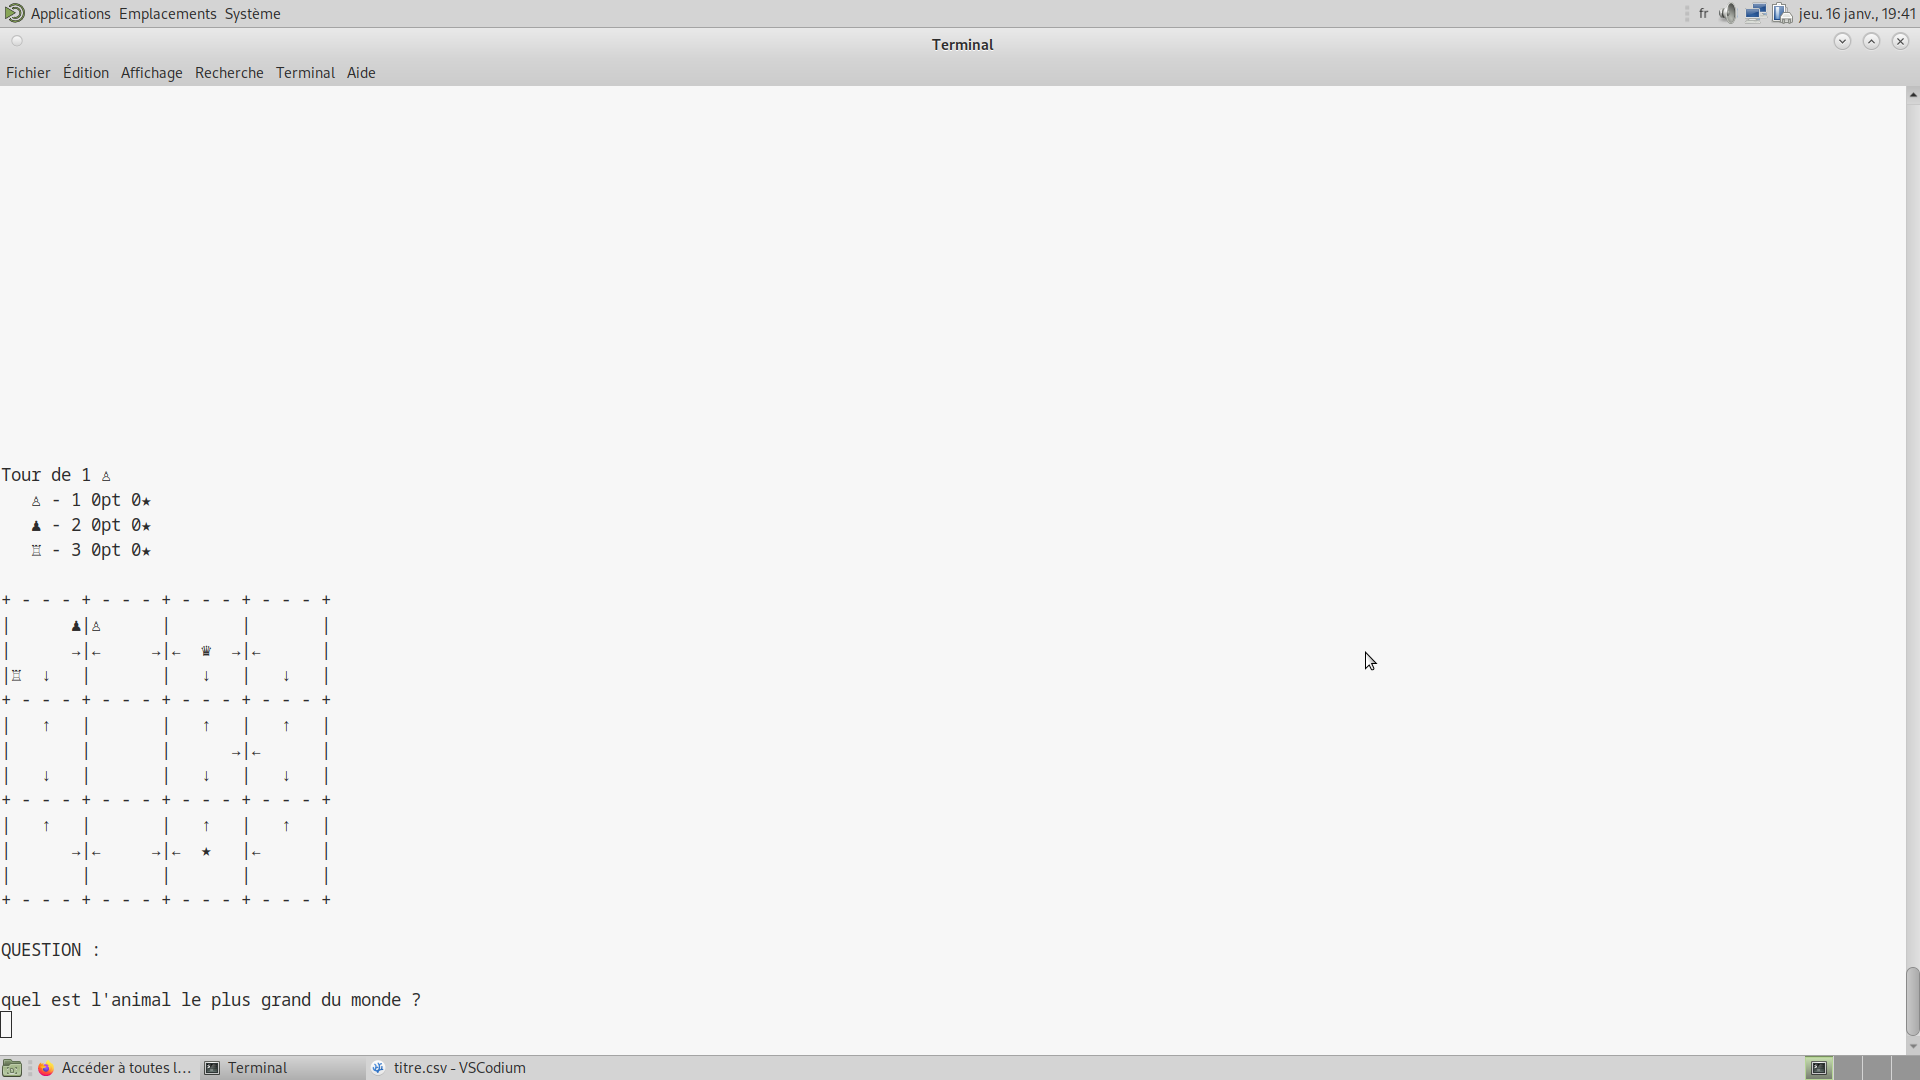 Applications Emplacements Système
fr jeu. 16 janv., 19:41
Terminal
Fichier Édition Affichage Recherche Terminal Aide
Tour de 1 ♙
♙ - 1 0pt 0★
♟ - 2 0pt 0★
♖ - 3 0pt 0★
+ - - - + - - - + - - - + - - - +
|      ♟|♙      |       |       |
|      →|←     →|←  ♛  →|←      |
|♖  ↓   |       |   ↓   |   ↓   |
+ - - - + - - - + - - - + - - - +
|   ↑   |       |   ↑   |   ↑   |
|       |       |      →|←      |
|   ↓   |       |   ↓   |   ↓   |
+ - - - + - - - + - - - + - - - +
|   ↑   |       |   ↑   |   ↑   |
|      →|←     →|←  ★   |←      |
|       |       |       |       |
+ - - - + - - - + - - - + - - - +
QUESTION :
quel est l'animal le plus grand du monde ?
Accéder à toutes l... Terminal titre.csv - VSCodium